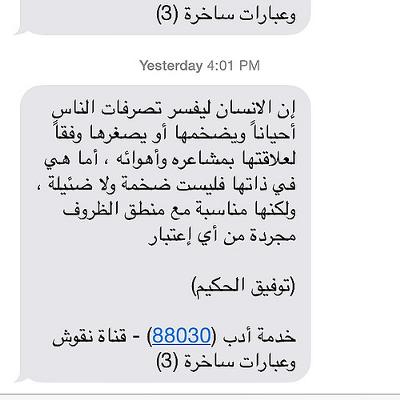 وعبارات ساخرة (3)
Yesterday 4:01 PM
إن الانسان ليفسر تصرفات الناس
أحياناً ويضخمها أو يصغرها وفقاً
لعلاقتها بمشاعره وأهوائه ، أما هي
في ذاتها فليست ضخمة ولا ضئيلة ،
ولكنها مناسبة مع منطق الظروف
مجردة من أي إعتبار
(توفيق الحكيم)
خدمة أدب (88030) - قناة نقوش
وعبارات ساخرة (3)